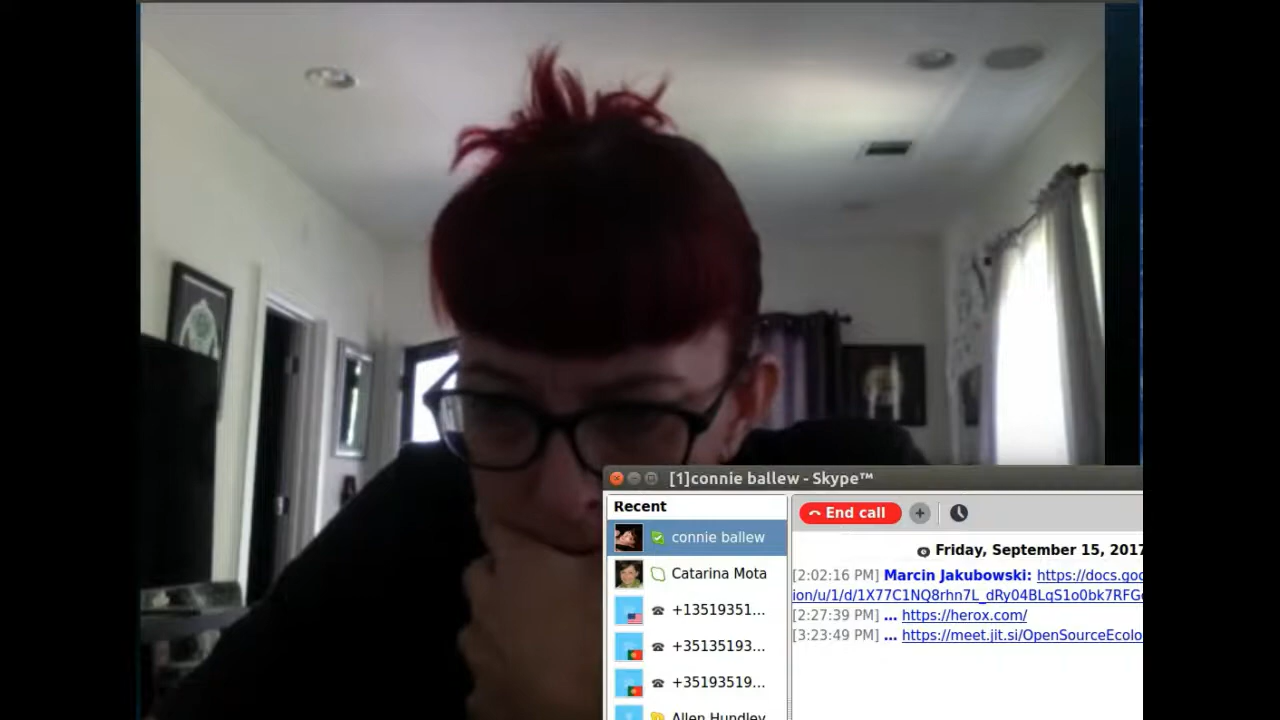 [1]connie ballew - Skype™
Recent
End call
connie ballew
Friday, September 15, 2017
Catarina Mota
[2:02:16 PM] Marcin Jakubowski: https://docs.goo
ion/u/1/d/1X77C1NQ8rhn7L_dRy04BLqS1o0bk7RFG
+13519351...
[2:27:39 PM] ... https://herox.com/
[3:23:49 PM] ... https://meet.jit.si/OpenSourceEcolo
+35135193...
+35193519...
Allen Hundley